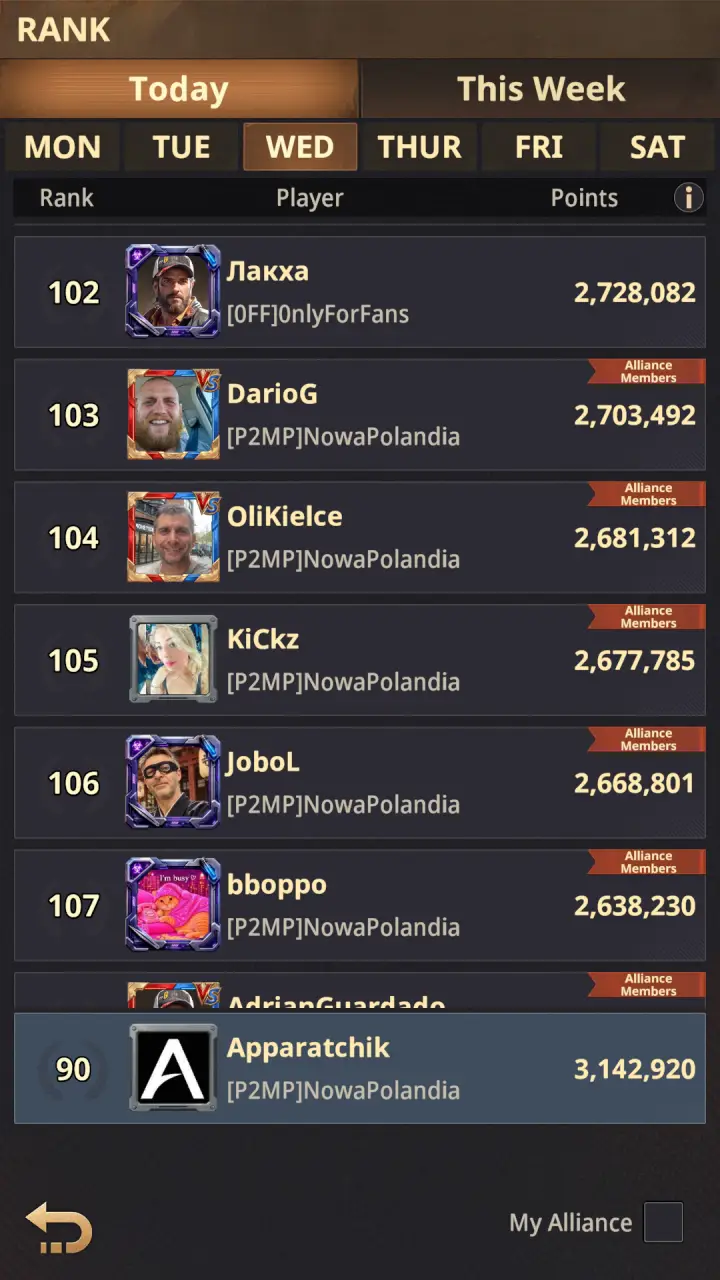 RANK
Today This Week
MON TUE WED THUR FRI SAT
Rank Player Points
102 Лакха 2,728,082
[0FF]0nlyForFans
Alliance Members
103 DarioG 2,703,492
[P2MP]NowaPolandia
Alliance Members
104 OliKielce 2,681,312
[P2MP]NowaPolandia
Alliance Members
105 KiCkz 2,677,785
[P2MP]NowaPolandia
Alliance Members
106 JoboL 2,668,801
[P2MP]NowaPolandia
Alliance Members
I'm busy
107 bboppo 2,638,230
[P2MP]NowaPolandia
Alliance Members
AdrianGuardado
90 Apparatchik 3,142,920
[P2MP]NowaPolandia
My Alliance